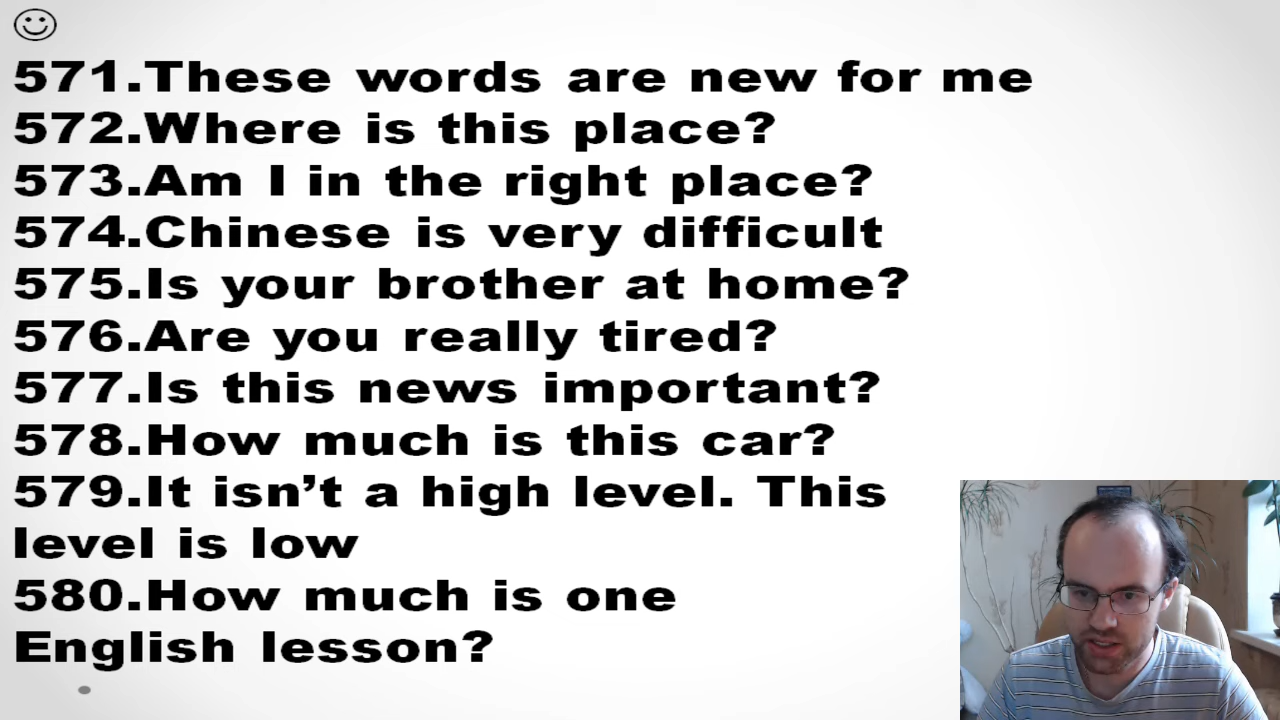 571.These words are new for me
572.Where is this place?
573.Am I in the right place?
574.Chinese is very difficult
575.Is your brother at home?
576.Are you really tired?
577.Is this news important?
578.How much is this car?
579.It isn’t a high level. This
level is low
580.How much is one
English lesson?